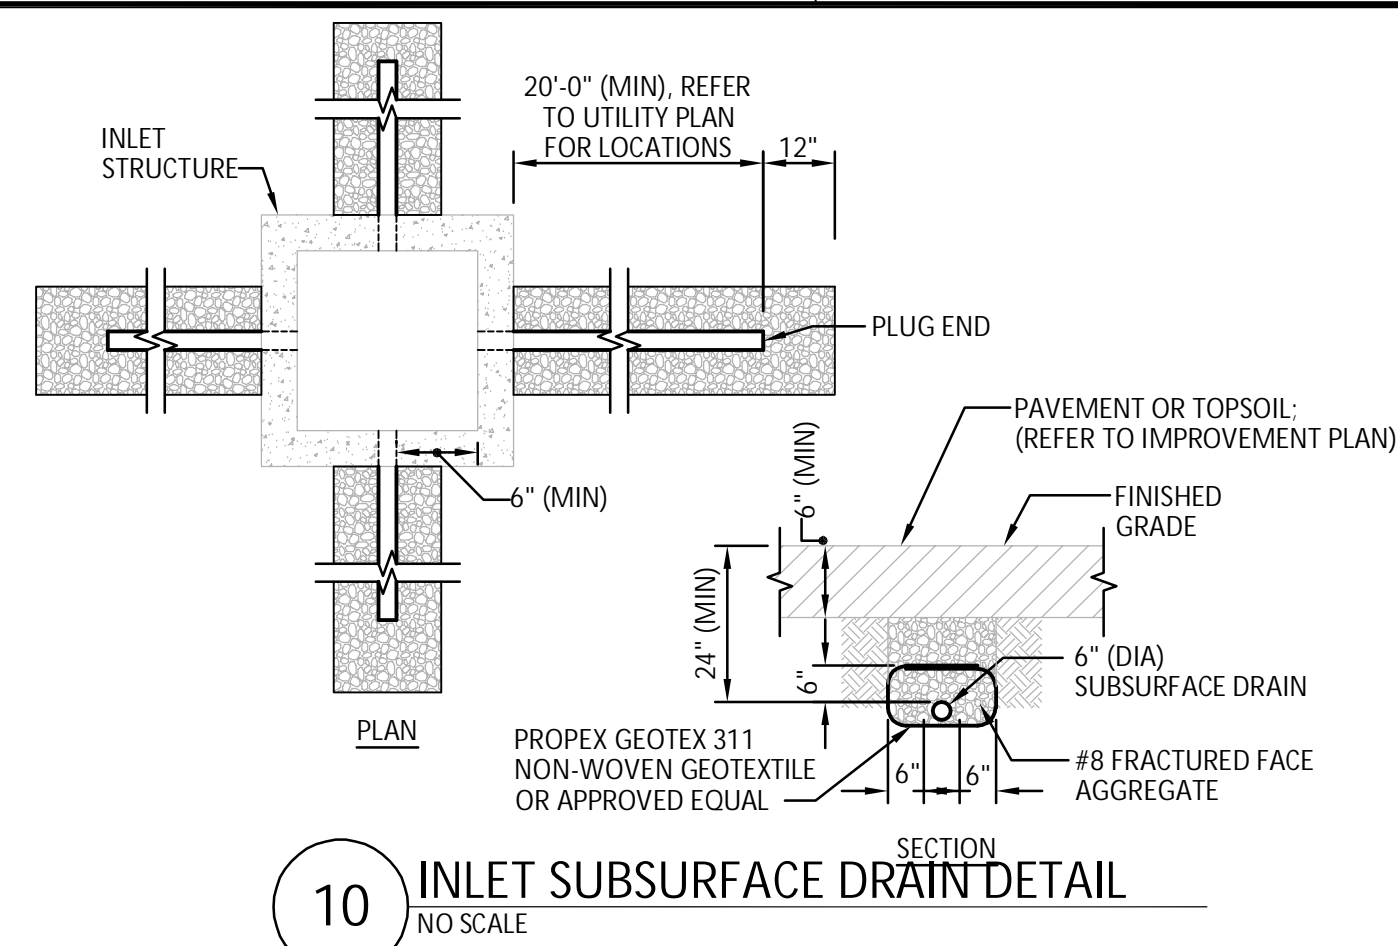 20'-0" (MIN), REFER
TO UTILITY PLAN
FOR LOCATIONS
12"
INLET
STRUCTURE
PLUG END
6" (MIN)
PLAN
PAVEMENT OR TOPSOIL;
(REFER TO IMPROVEMENT PLAN)
6" (MIN)
FINISHED
GRADE
24" (MIN)
6"
6" (DIA)
SUBSURFACE DRAIN
PROPEX GEOTEX 311
NON-WOVEN GEOTEXTILE
OR APPROVED EQUAL
6"
6"
#8 FRACTURED FACE
AGGREGATE
SECTION
10
INLET SUBSURFACE DRAIN DETAIL
NO SCALE